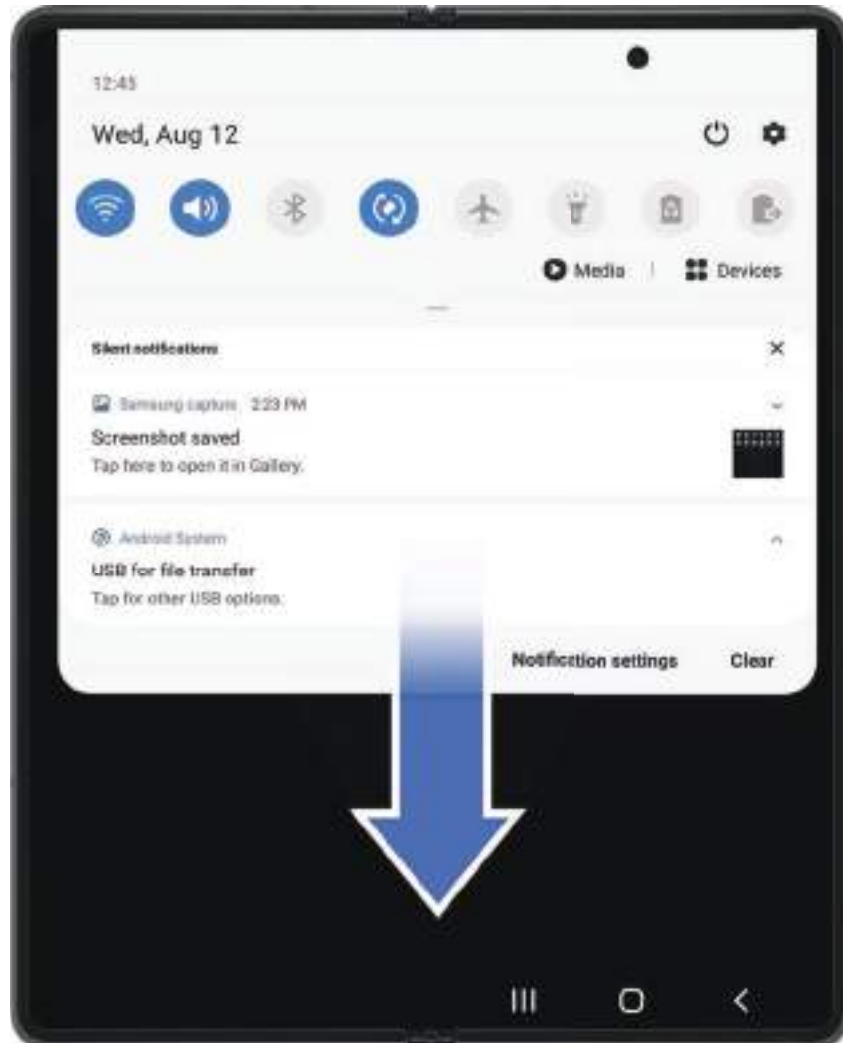 12:45
Wed, Aug 12
Media | Devices
Silent notifications
Samsung capture 2:23 PM
Screenshot saved
Tap here to open it in Gallery.
Android System
USB for file transfer
Tap for other USB options.
Notification settings Clear